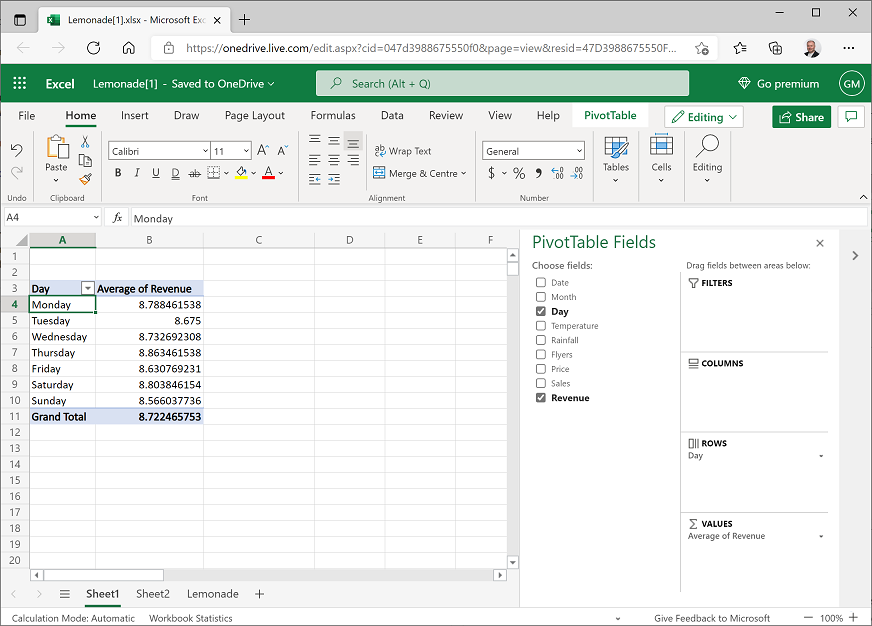 Lemonade[1].xlsx - Microsoft Exc
https://onedrive.live.com/edit.aspx?cid=047d3988675550f0&page=view&resid=47D3988675550F...
Excel Lemonade[1] - Saved to OneDrive Search (Alt + Q) Go premium GM
File Home Insert Draw Page Layout Formulas Data Review View Help PivotTable Editing Share
Paste Calibri 11 Wrap Text General Tables Cells Editing
B I U D ab A Merge & Centre $ % 9 .00
Undo Clipboard Font Alignment Number
A4 fx Monday
A B C D E F
1
2
3 Day Average of Revenue
4 Monday 8.788461538
5 Tuesday 8.675
6 Wednesday 8.732692308
7 Thursday 8.863461538
8 Friday 8.630769231
9 Saturday 8.803846154
10 Sunday 8.566037736
11 Grand Total 8.722465753
12
13
14
15
16
17
18
19
20
PivotTable Fields
Choose fields:
Date
Month
Day
Temperature
Rainfall
Flyers
Price
Sales
Revenue
Drag fields between areas below:
FILTERS
COLUMNS
ROWS
Day
VALUES
Average of Revenue
Sheet1 Sheet2 Lemonade
Calculation Mode: Automatic Workbook Statistics Give Feedback to Microsoft 100%